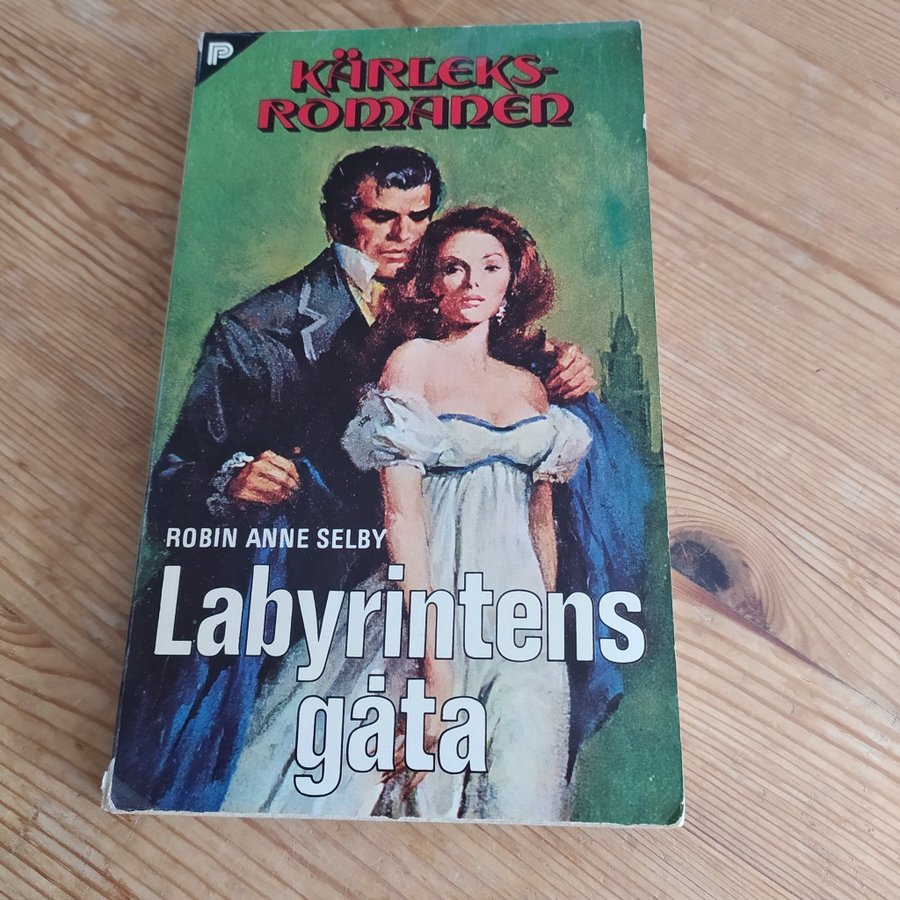 P
KÄRLEKS-
ROMANEN
ROBIN ANNE SELBY
Labyrintens
gåta